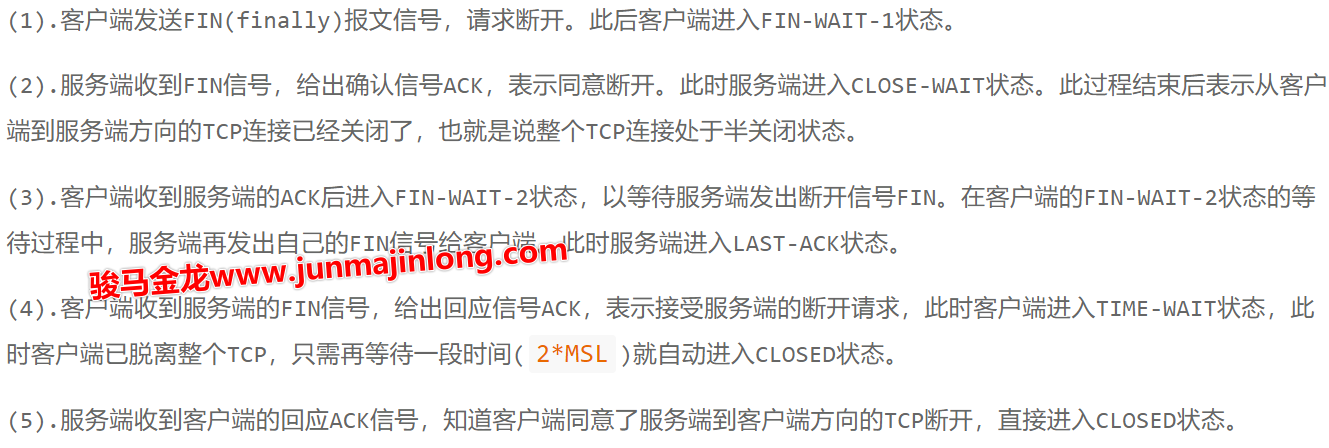 (1).客户端发送FIN(finally)报文信号，请求断开。此后客户端进入FIN-WAIT-1状态。
(2).服务端收到FIN信号，给出确认信号ACK，表示同意断开。此时服务端进入CLOSE-WAIT状态。此过程结束后表示从客户
端到服务端方向的TCP连接已经关闭了，也就是说整个TCP连接处于半关闭状态。
(3).客户端收到服务端的ACK后进入FIN-WAIT-2状态，以等待服务端发出断开信号FIN。在客户端的FIN-WAIT-2状态的等
待过程中，服务端再发出自己的FIN信号给客户端。此时服务端进入LAST-ACK状态。
骏马金龙www.junmajinlong.com
(4).客户端收到服务端的FIN信号，给出回应信号ACK，表示接受服务端的断开请求，此时客户端进入TIME-WAIT状态，此
时客户端已脱离整个TCP，只需再等待一段时间(2*MSL)就自动进入CLOSED状态。
(5).服务端收到客户端的回应ACK信号，知道客户端同意了服务端到客户端方向的TCP断开，直接进入CLOSED状态。